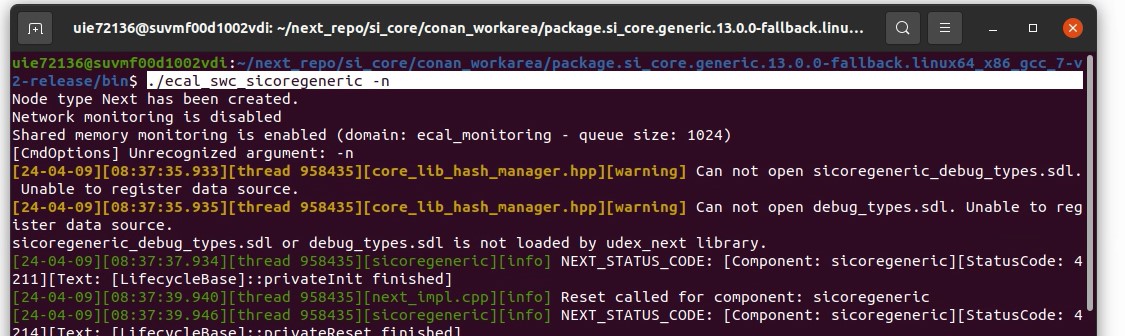 uie72136@suvmf00d1002vdi: ~/next_repo/si_core/conan_workarea/package.si_core.generic.13.0.0-fallback.linu...
uie72136@suvmf00d1002vdi:~/next_repo/si_core/conan_workarea/package.si_core.generic.13.0.0-fallback.linux64_x86_gcc_7-v
2-release/bin$ ./ecal_swc_sicoregeneric -n
Node type Next has been created.
Network monitoring is disabled
Shared memory monitoring is enabled (domain: ecal_monitoring - queue size: 1024)
[CmdOptions] Unrecognized argument: -n
[24-04-09][08:37:35.933][thread 958435][core_lib_hash_manager.hpp][warning] Can not open sicoregeneric_debug_types.sdl.
 Unable to register data source.
[24-04-09][08:37:35.935][thread 958435][core_lib_hash_manager.hpp][warning] Can not open debug_types.sdl. Unable to reg
ister data source.
sicoregeneric_debug_types.sdl or debug_types.sdl is not loaded by udex_next library.
[24-04-09][08:37:37.934][thread 958435][sicoregeneric][info] NEXT_STATUS_CODE: [Component: sicoregeneric][StatusCode: 4
211][Text: [LifecycleBase]::privateInit finished]
[24-04-09][08:37:39.940][thread 958435][next_impl.cpp][info] Reset called for component: sicoregeneric
[24-04-09][08:37:39.946][thread 958435][sicoregeneric][info] NEXT_STATUS_CODE: [Component: sicoregeneric][StatusCode: 4
214][Text: [LifecycleBase]::privateReset finished]